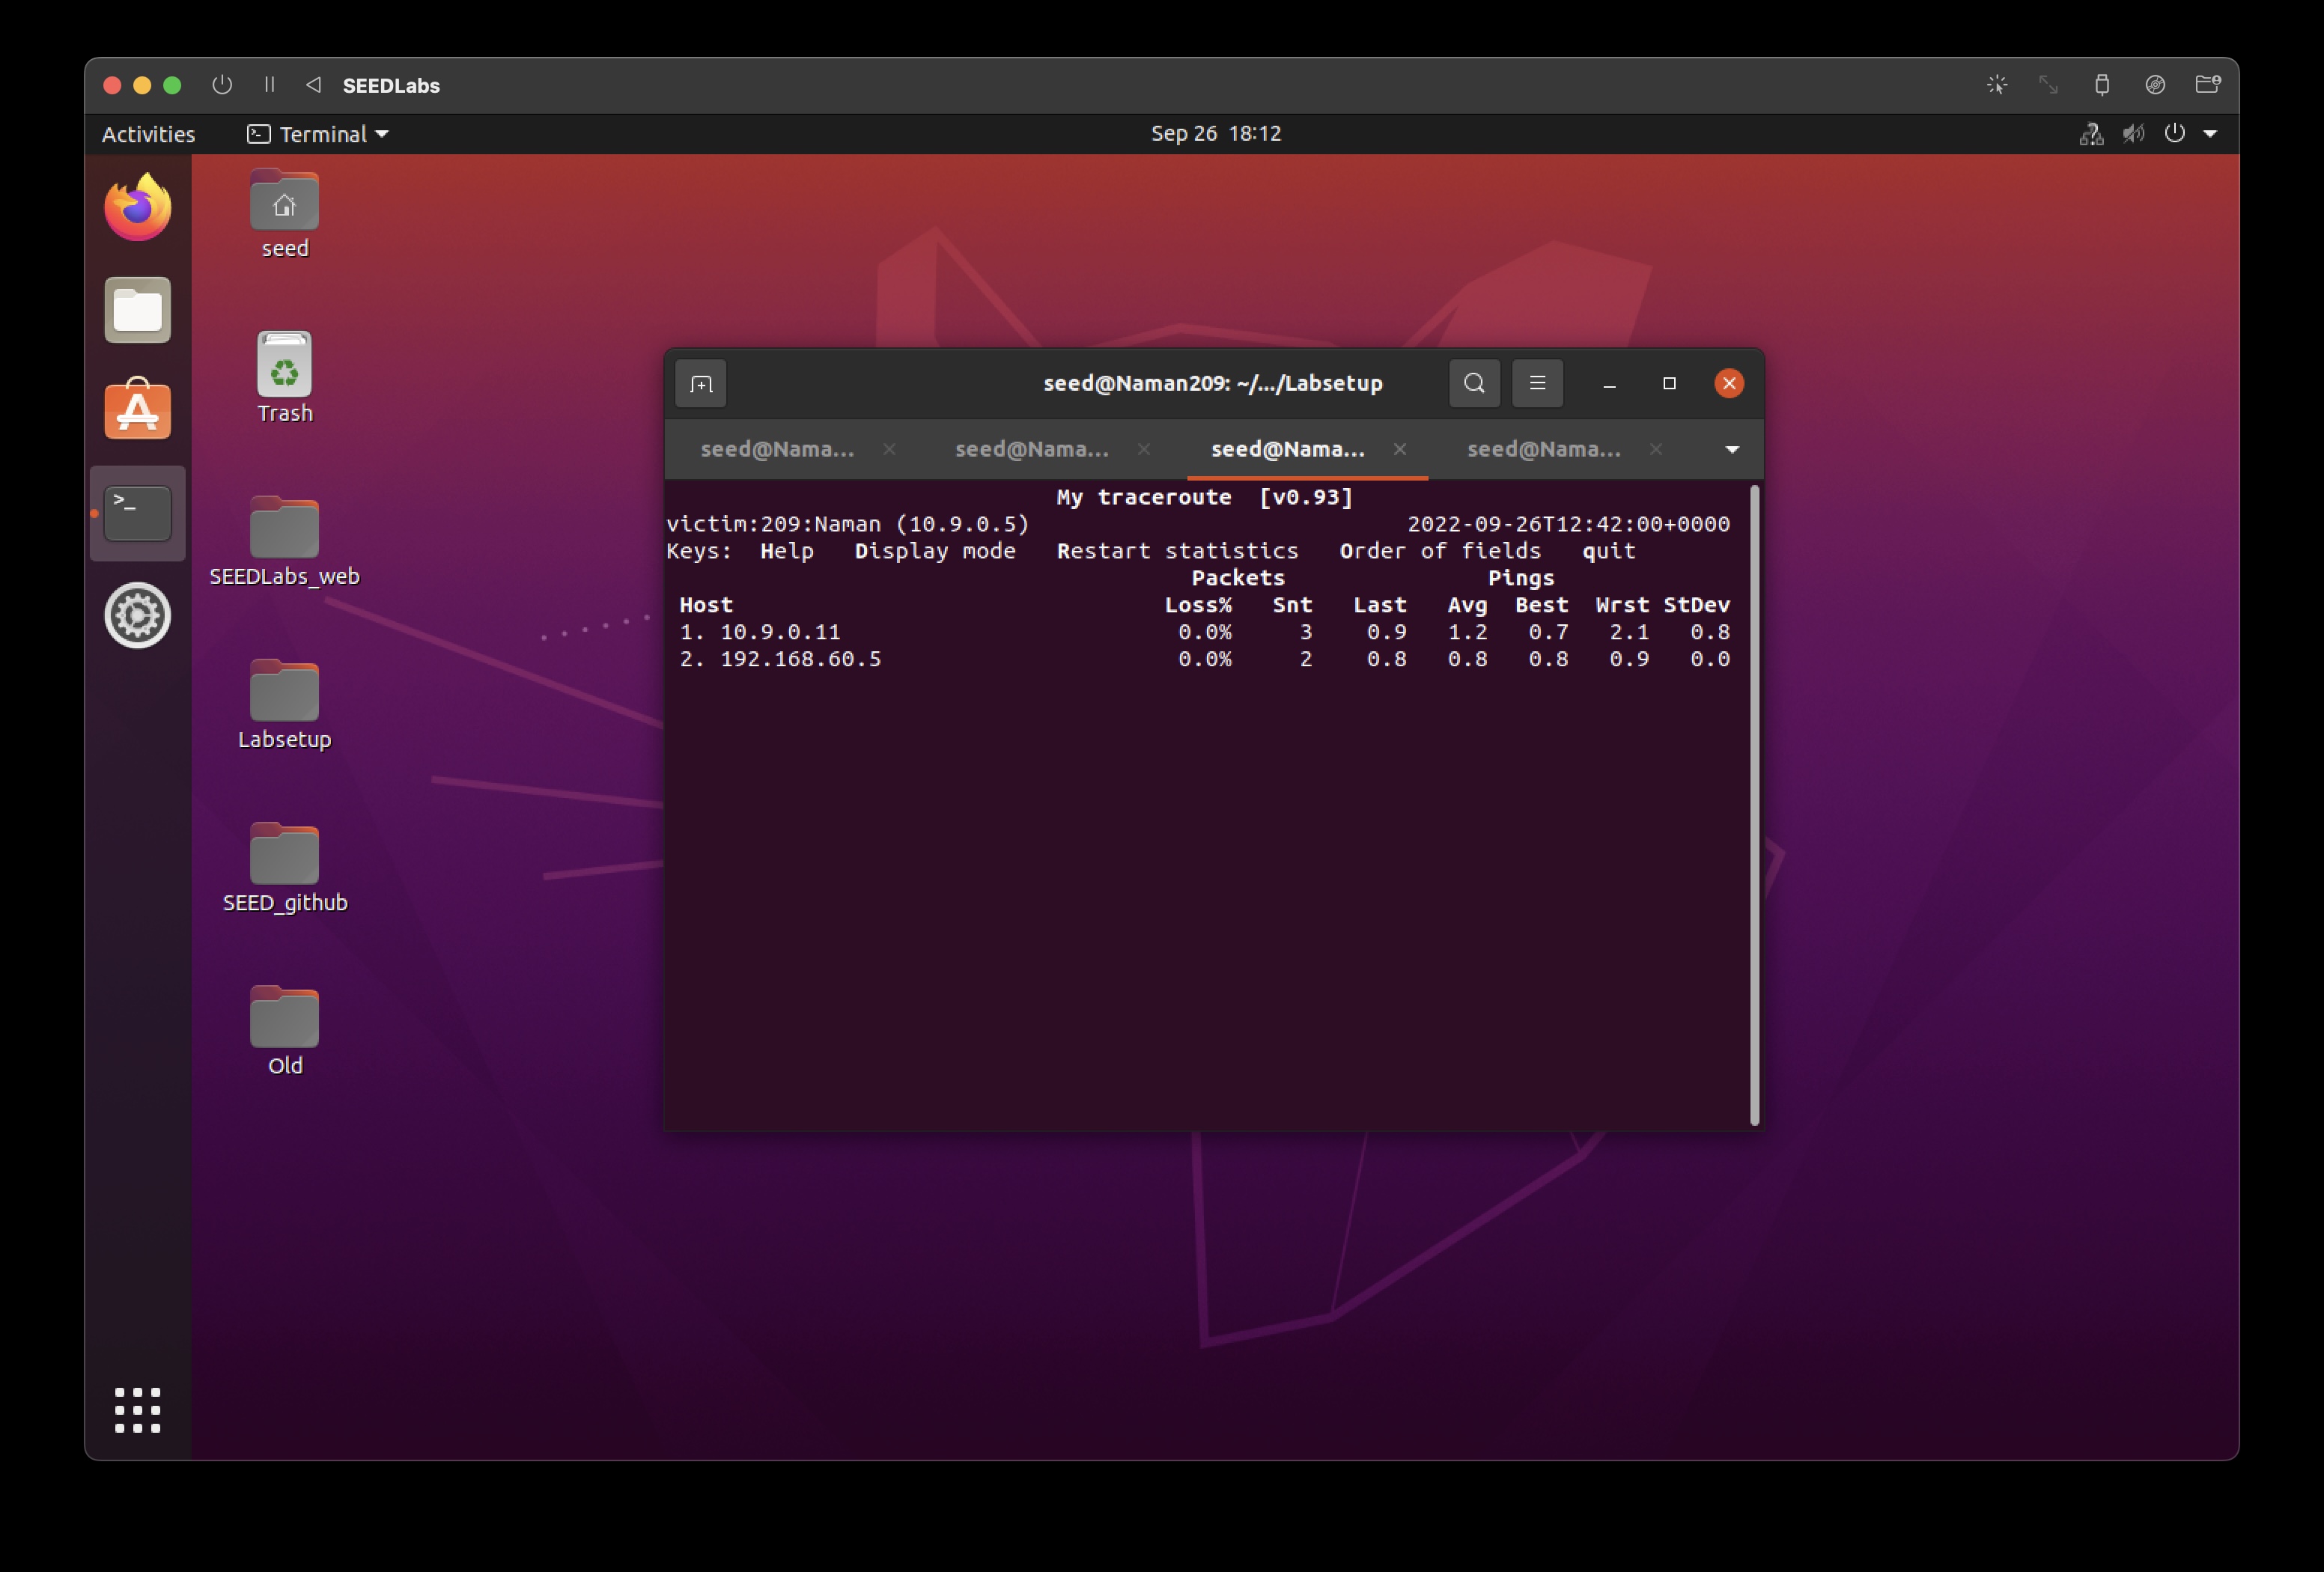 SEEDLabs
Activities Terminal Sep 26 18:12
seed
Trash
SEEDLabs_web
Labsetup
SEED_github
Old
seed@Naman209: ~/.../Labsetup
seed@Nama... seed@Nama... seed@Nama... seed@Nama...
My traceroute [v0.93]
victim:209:Naman (10.9.0.5) 2022-09-26T12:42:00+0000
Keys: Help Display mode Restart statistics Order of fields quit
Packets Pings
Host Loss% Snt Last Avg Best Wrst StDev
1. 10.9.0.11 0.0% 3 0.9 1.2 0.7 2.1 0.8
2. 192.168.60.5 0.0% 2 0.8 0.8 0.8 0.9 0.0